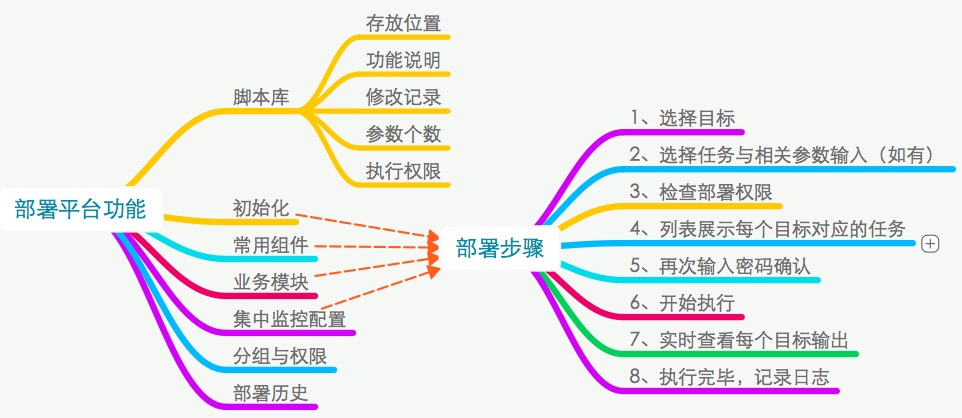 部署平台功能
脚本库
存放位置
功能说明
修改记录
参数个数
执行权限
初始化
常用组件
业务模块
集中监控配置
分组与权限
部署历史
部署步骤
1、选择目标
2、选择任务与相关参数输入（如有）
3、检查部署权限
4、列表展示每个目标对应的任务
5、再次输入密码确认
6、开始执行
7、实时查看每个目标输出
8、执行完毕，记录日志